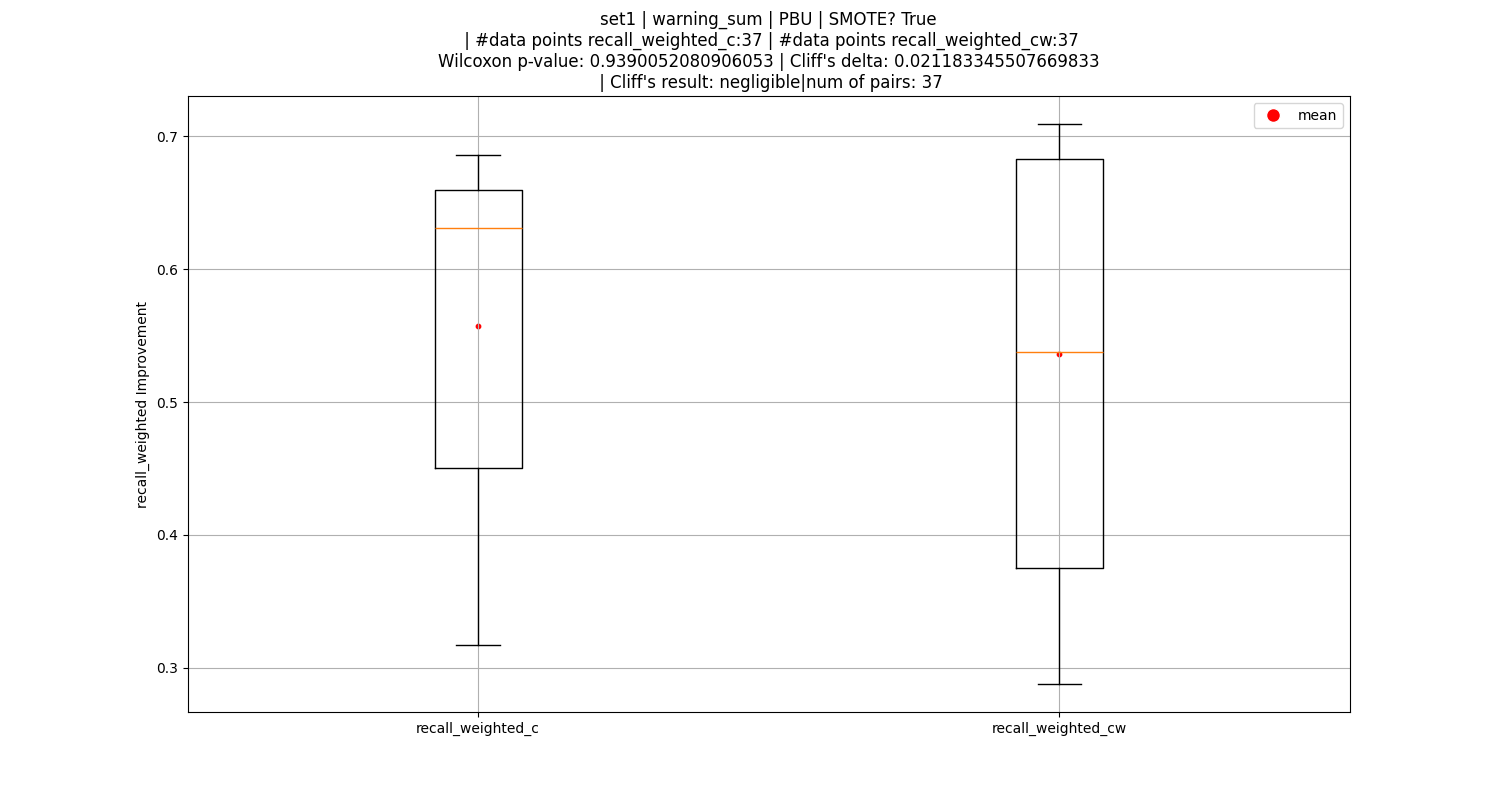 set1 | warning_sum | PBU | SMOTE? True
| #data points recall_weighted_c:37 | #data points recall_weighted_cw:37
Wilcoxon p-value: 0.9390052080906053 | Cliff's delta: 0.021183345507669833
| Cliff's result: negligible|num of pairs: 37
mean
recall_weighted Improvement
0.7
0.6
0.5
0.4
0.3
recall_weighted_c
recall_weighted_cw